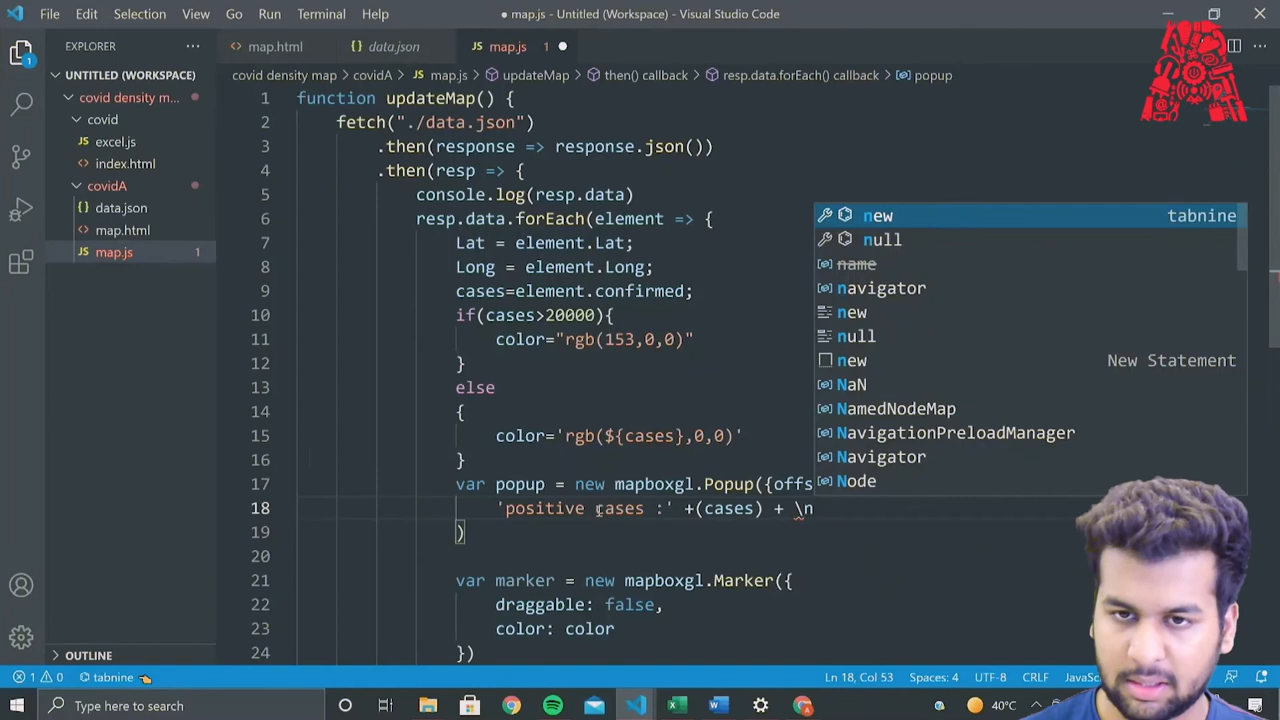 File Edit Selection View Go Run Terminal Help
● map.js - Untitled (Workspace) - Visual Studio Code
EXPLORER ...
map.html
data.json
JS map.js 1
UNTITLED (WORKSPACE)
covid density m...
covid
JS excel.js
index.html
covidA
data.json
map.html
JS map.js 1
OUTLINE
covid density map > covidA > JS map.js > updateMap > then() callback > resp.data.forEach() callback > popup
1 function updateMap() {
2 fetch("./data.json")
3 .then(response => response.json())
4 .then(resp => {
5 console.log(resp.data)
6 resp.data.forEach(element => {
7 Lat = element.Lat;
8 Long = element.Long;
9 cases=element.confirmed;
10 if(cases>20000){
11 color="rgb(153,0,0)"
12 }
13 else
14 {
15 color='rgb(${cases},0,0)'
16 }
17 var popup = new mapboxgl.Popup({offs
18 'positive cases :' +(cases) + \n
19 )
20
21 var marker = new mapboxgl.Marker({
22 draggable: false,
23 color: color
24 })
new tabnine
null
name
navigator
new
null
new New Statement
NaN
NamedNodeMap
NavigationPreloadManager
Navigator
Node
1 0 tabnine
Ln 18, Col 53 Spaces: 4 UTF-8 CRLF JavaSc
Type here to search
40°C